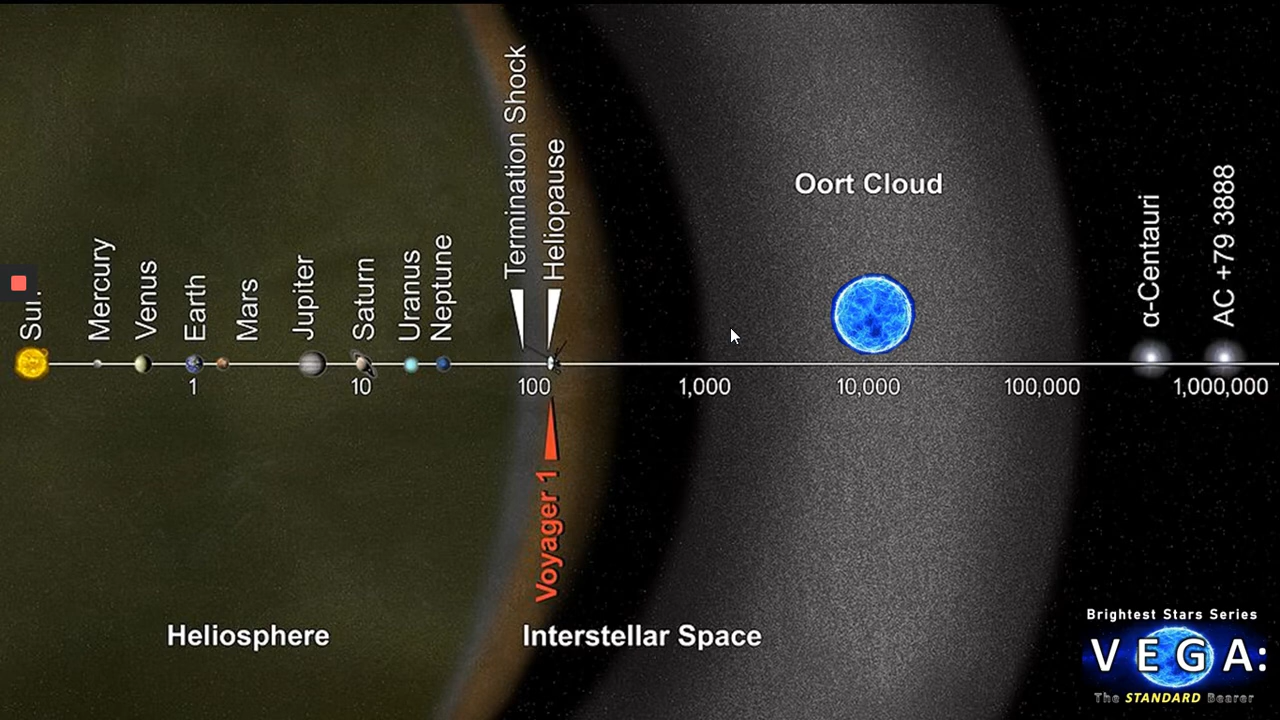 Termination Shock
Heliopause
Oort Cloud
Sun
Mercury
Venus
Earth
Mars
Jupiter
Saturn
Uranus
Neptune
α-Centauri
AC +79 3888
1
10
100
1,000
10,000
100,000
1,000,000
Voyager 1
Heliosphere
Interstellar Space
Brightest Stars Series
VEGA:
The STANDARD Bearer